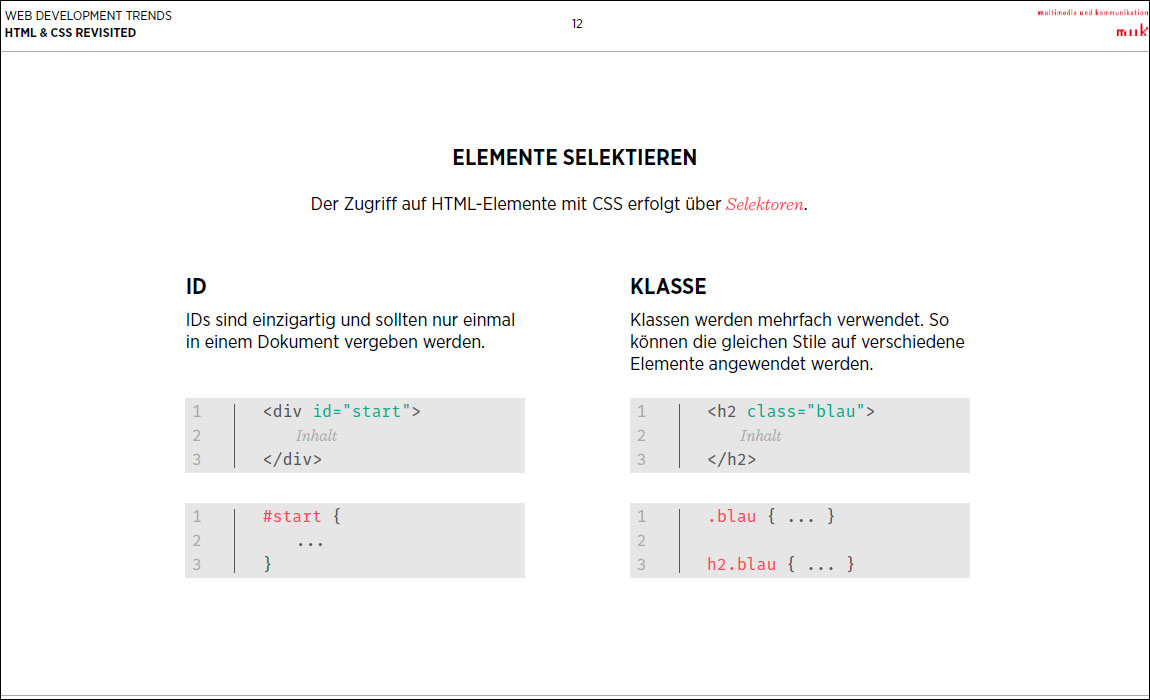 WEB DEVELOPMENT TRENDS
HTML & CSS REVISITED
12
multimedia und kommunikation
muk
ELEMENTE SELEKTIEREN
Der Zugriff auf HTML-Elemente mit CSS erfolgt über Selektoren.
ID
IDs sind einzigartig und sollten nur einmal
in einem Dokument vergeben werden.
1 <div id="start">
2 Inhalt
3 </div>
1 #start {
2 ...
3 }
KLASSE
Klassen werden mehrfach verwendet. So
können die gleichen Stile auf verschiedene
Elemente angewendet werden.
1 <h2 class="blau">
2 Inhalt
3 </h2>
1 .blau { ... }
2
3 h2.blau { ... }